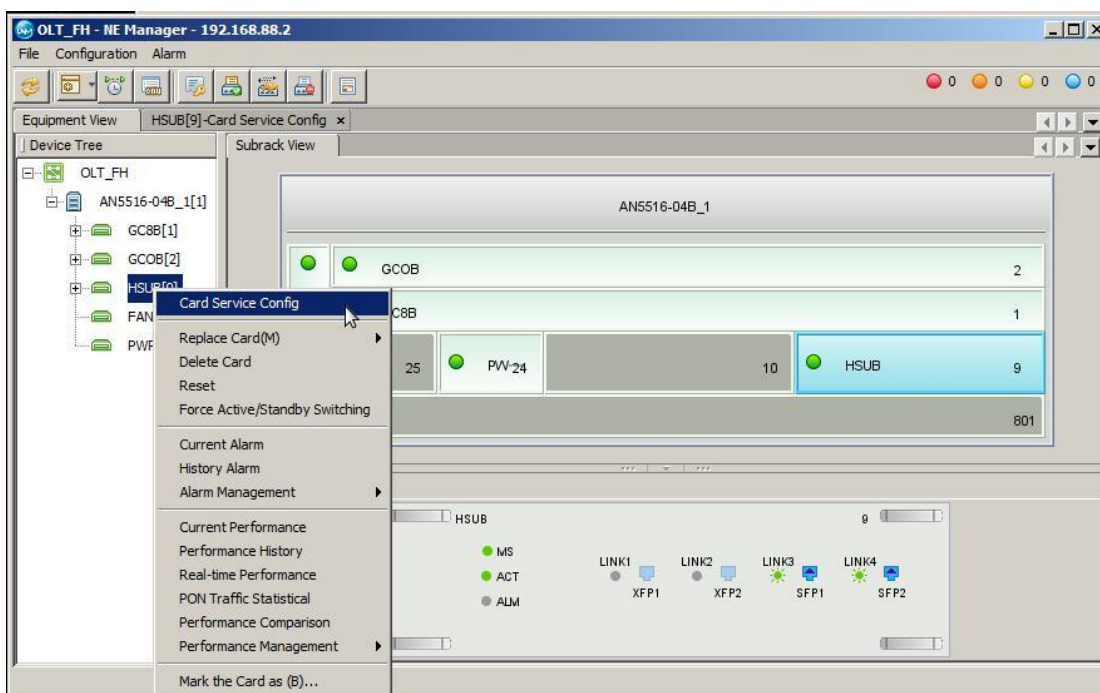 OLT_FH - NE Manager - 192.168.88.2
File Configuration Alarm
0 0 0 0
Equipment View HSUB[9]-Card Service Config ×
Device Tree
Subrack View
OLT_FH
AN5516-04B_1[1]
GC8B[1]
GCOB[2]
HSUB[9]
FAN
PWR
AN5516-04B_1
GCOB 2
C8B 1
25 PW 24 10 HSUB 9
801
Card Service Config
Replace Card(M)
Delete Card
Reset
Force Active/Standby Switching
Current Alarm
History Alarm
Alarm Management
Current Performance
Performance History
Real-time Performance
PON Traffic Statistical
Performance Comparison
Performance Management
Mark the Card as (B)...
HSUB 9
MS
ACT
ALM
LINK1 LINK2 LINK3 LINK4
XFP1 XFP2 SFP1 SFP2